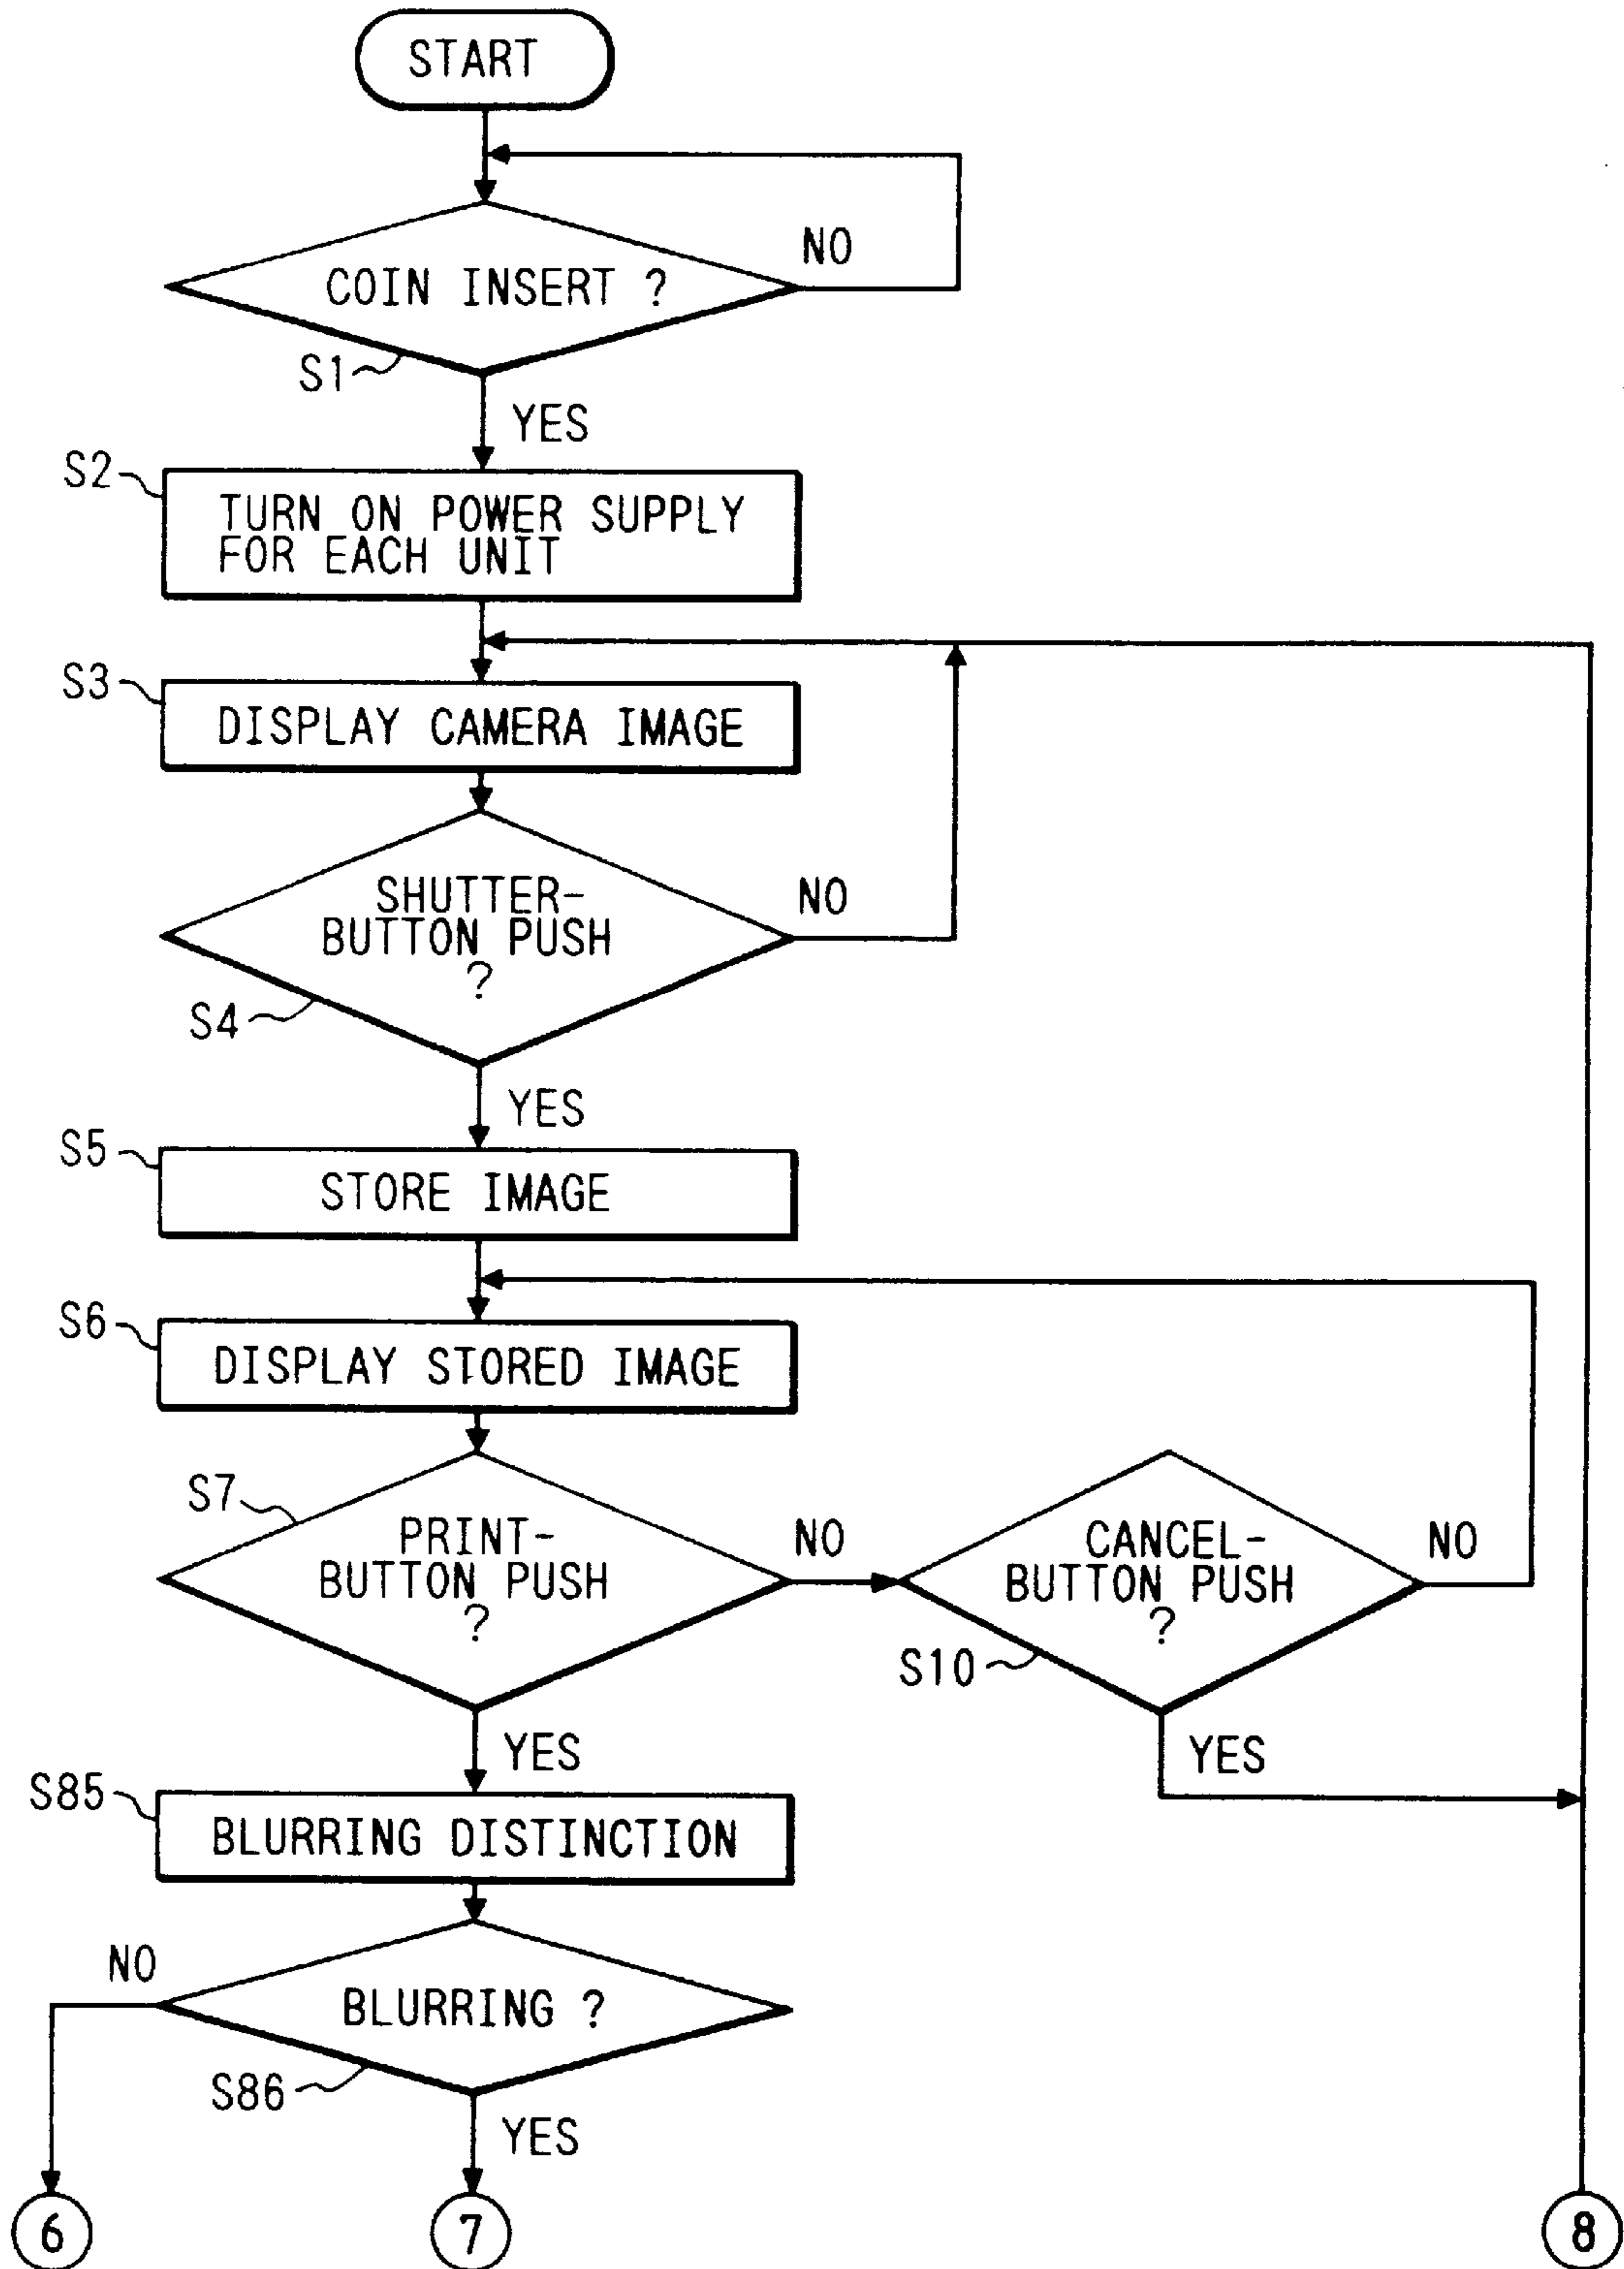 START
COIN INSERT ?
NO
S1
YES
S2
TURN ON POWER SUPPLY
FOR EACH UNIT
S3
DISPLAY CAMERA IMAGE
SHUTTER-
BUTTON PUSH
?
NO
S4
YES
S5
STORE IMAGE
S6
DISPLAY STORED IMAGE
S7
PRINT-
BUTTON PUSH
?
NO
CANCEL-
BUTTON PUSH
?
NO
S10
YES
YES
S85
BLURRING DISTINCTION
NO
BLURRING ?
S86
YES
6
7
8